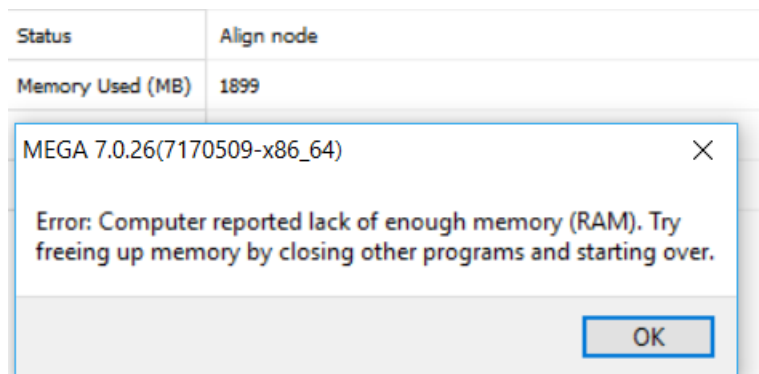 Status Align node
Memory Used (MB) 1899
MEGA 7.0.26(7170509-x86_64)
Error: Computer reported lack of enough memory (RAM). Try
freeing up memory by closing other programs and starting over.
OK